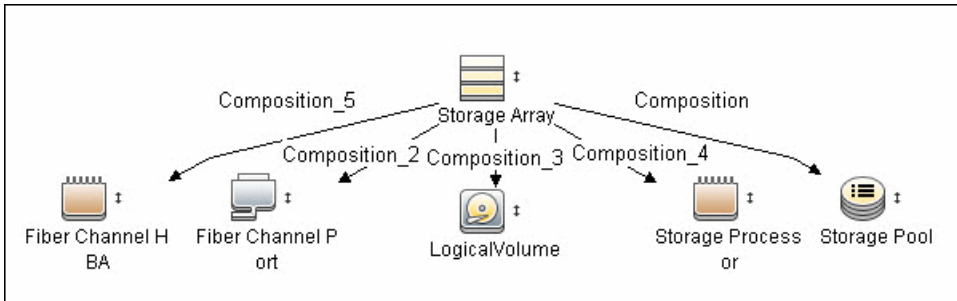 Composition_5
Composition
Storage Array
Composition_2
Composition_3
Composition_4
Fiber Channel H
BA
Fiber Channel P
ort
LogicalVolume
Storage Process
or
Storage Pool